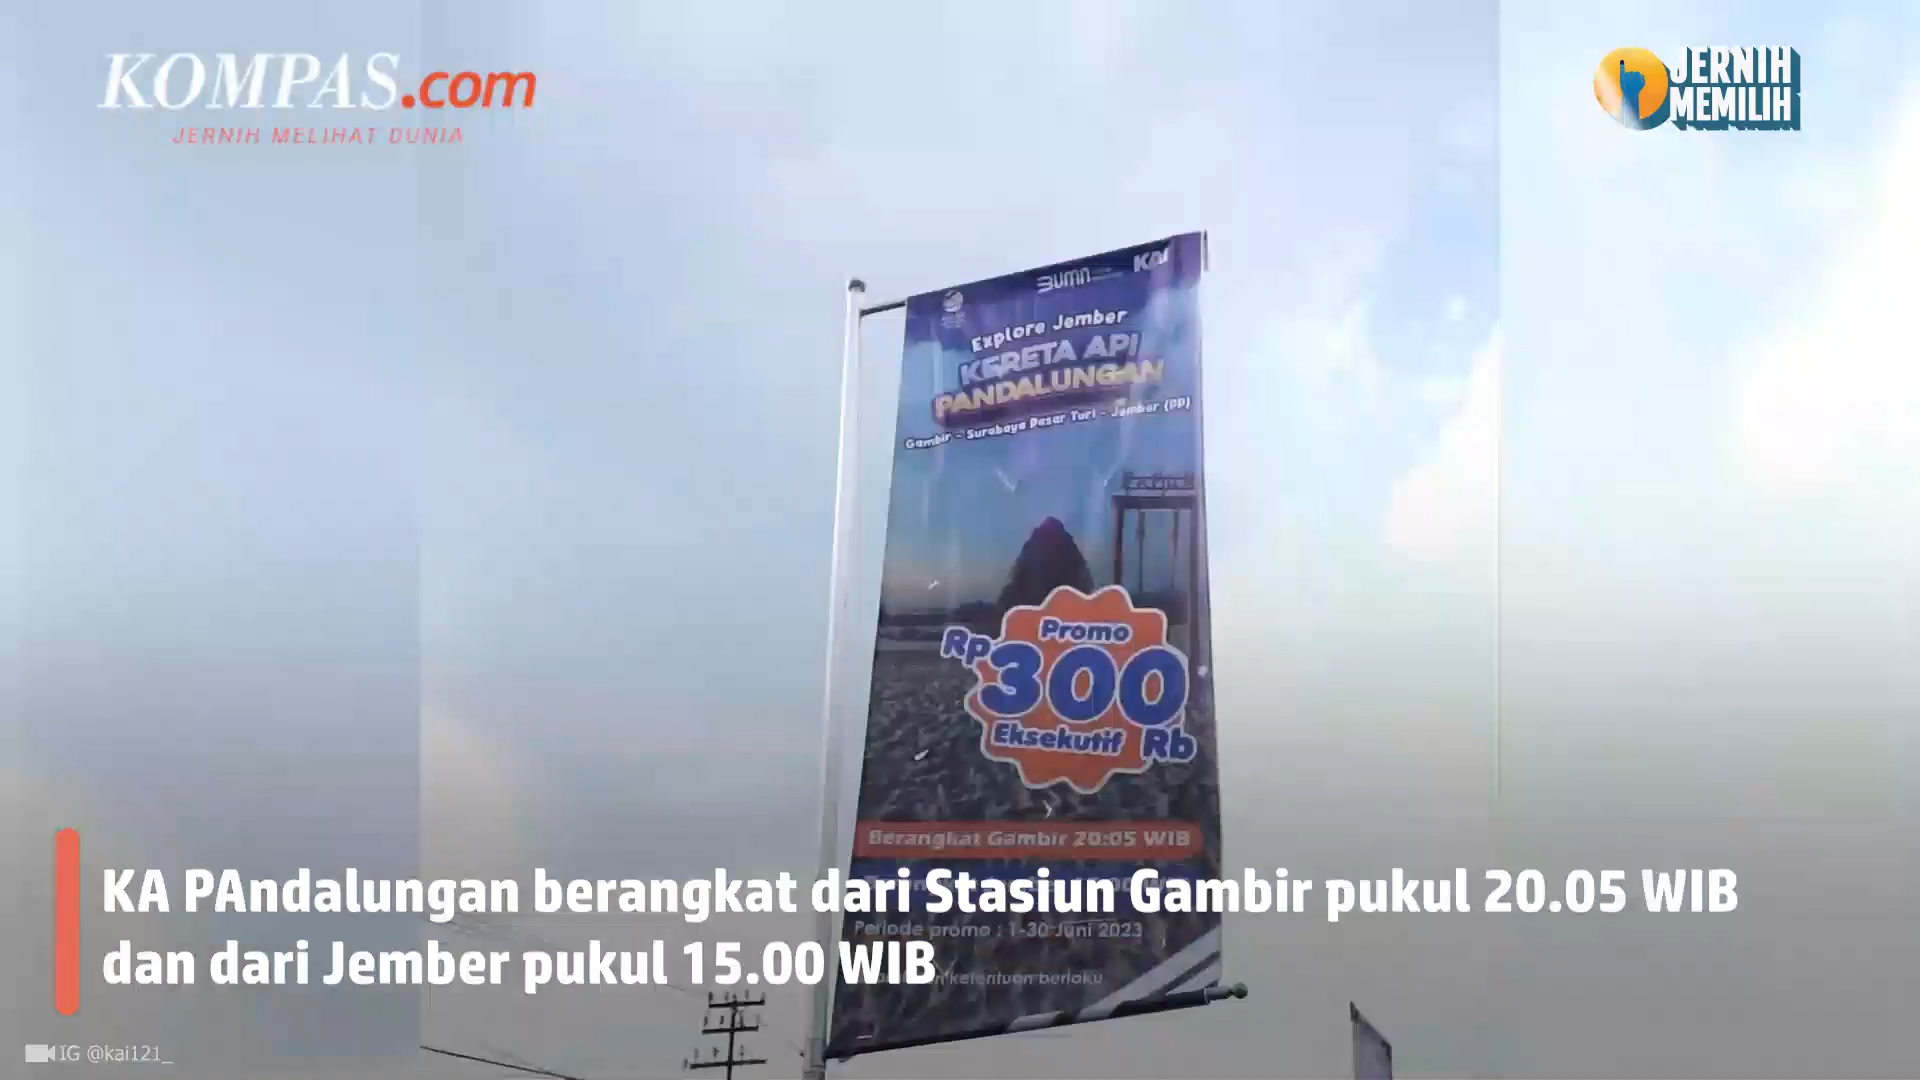 KOMPAS.com
JERNIH MELIHAT DUNIA
JERNIH
MEMILIH
BUMN
KAI
Explore Jember
KERETA API
PANDALUNGAN
Gambir - Surabaya Pasar Turi - Jember (PP)
Promo
Rp 300 Rb
Eksekutif
Berangkat Gambir 20:05 WIB
KA PAndalungan berangkat dari Stasiun Gambir pukul 20.05 WIB
dan dari Jember pukul 15.00 WIB
Periode promo : 1-30 Juni 2023
ketentuan berlaku
IG @kai121_